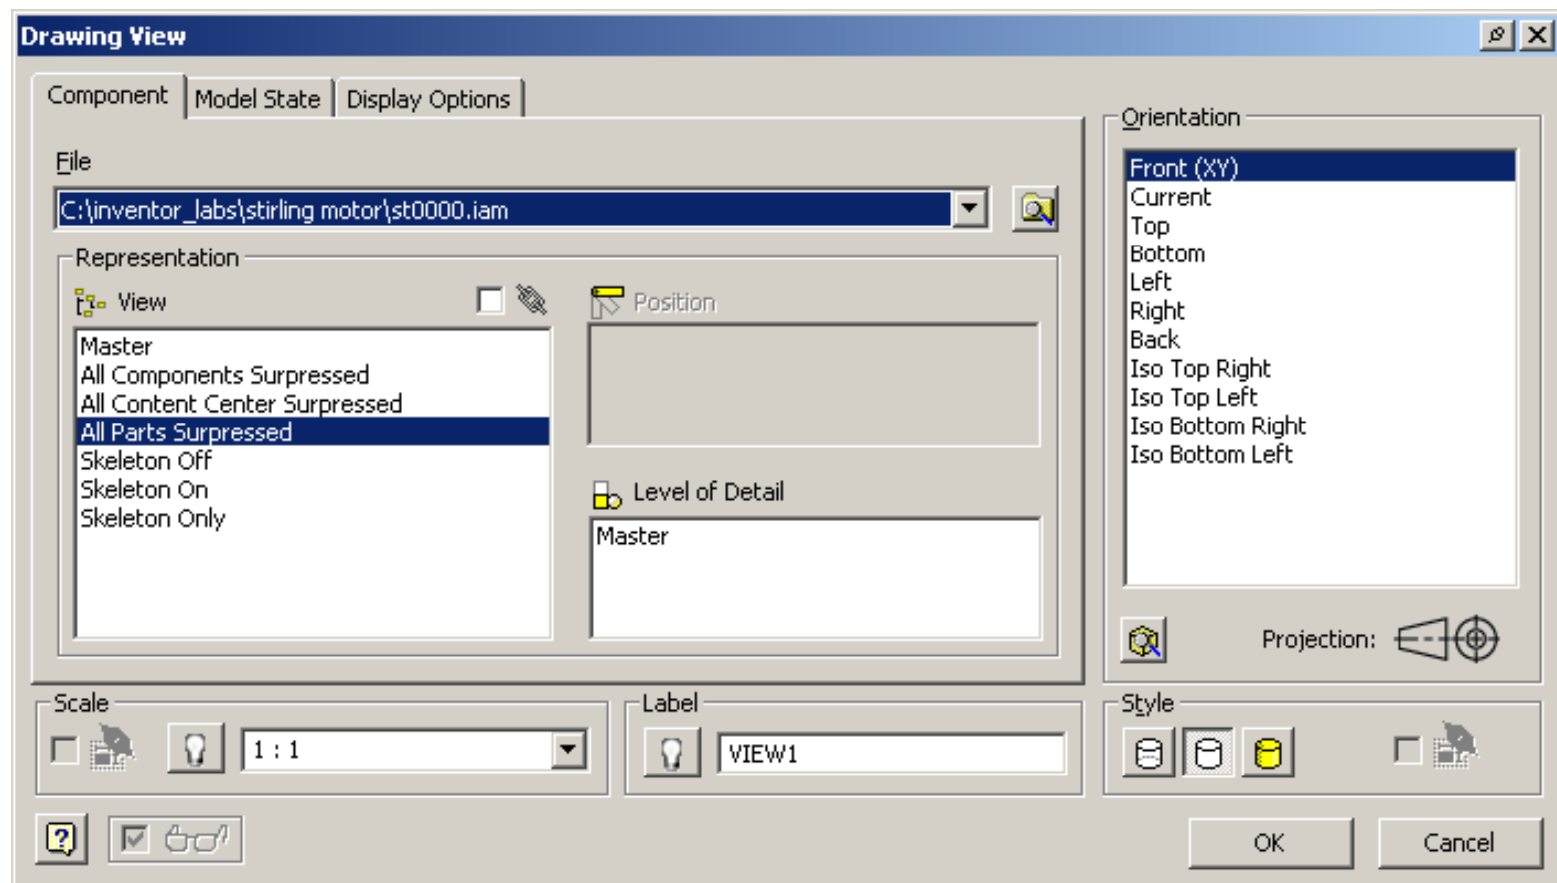 Drawing View
Component
Model State
Display Options
File
C:\inventor_labs\stirling motor\st0000.iam
Representation
View
Master
All Components Surpressed
All Content Center Surpressed
All Parts Surpressed
Skeleton Off
Skeleton On
Skeleton Only
Position
Level of Detail
Master
Orientation
Front (XY)
Current
Top
Bottom
Left
Right
Back
Iso Top Right
Iso Top Left
Iso Bottom Right
Iso Bottom Left
Projection:
Scale
1 : 1
Label
VIEW1
Style
?
OK
Cancel